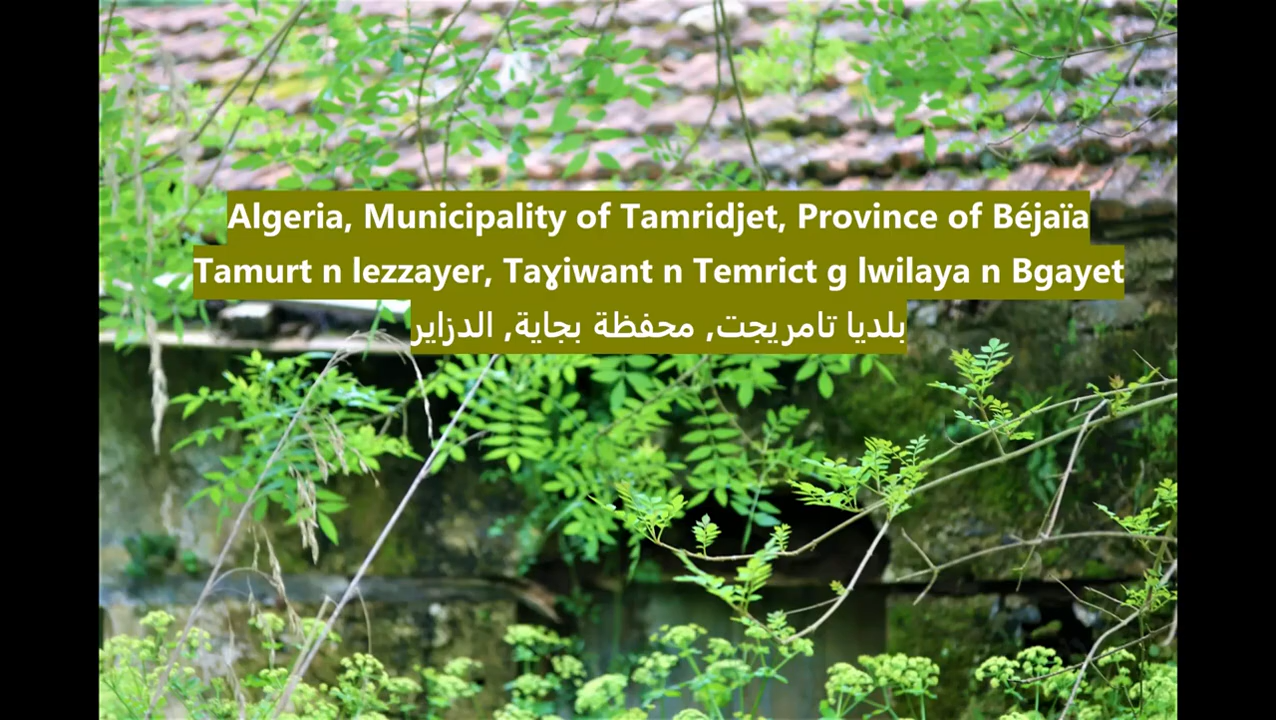 Algeria, Municipality of Tamridjet, Province of Béjaïa
Tamurt n lezzayer, Taɣiwant n Temrict g lwilaya n Bgayet
بلديا تامريجت, محفظة بجاية, الدزاير